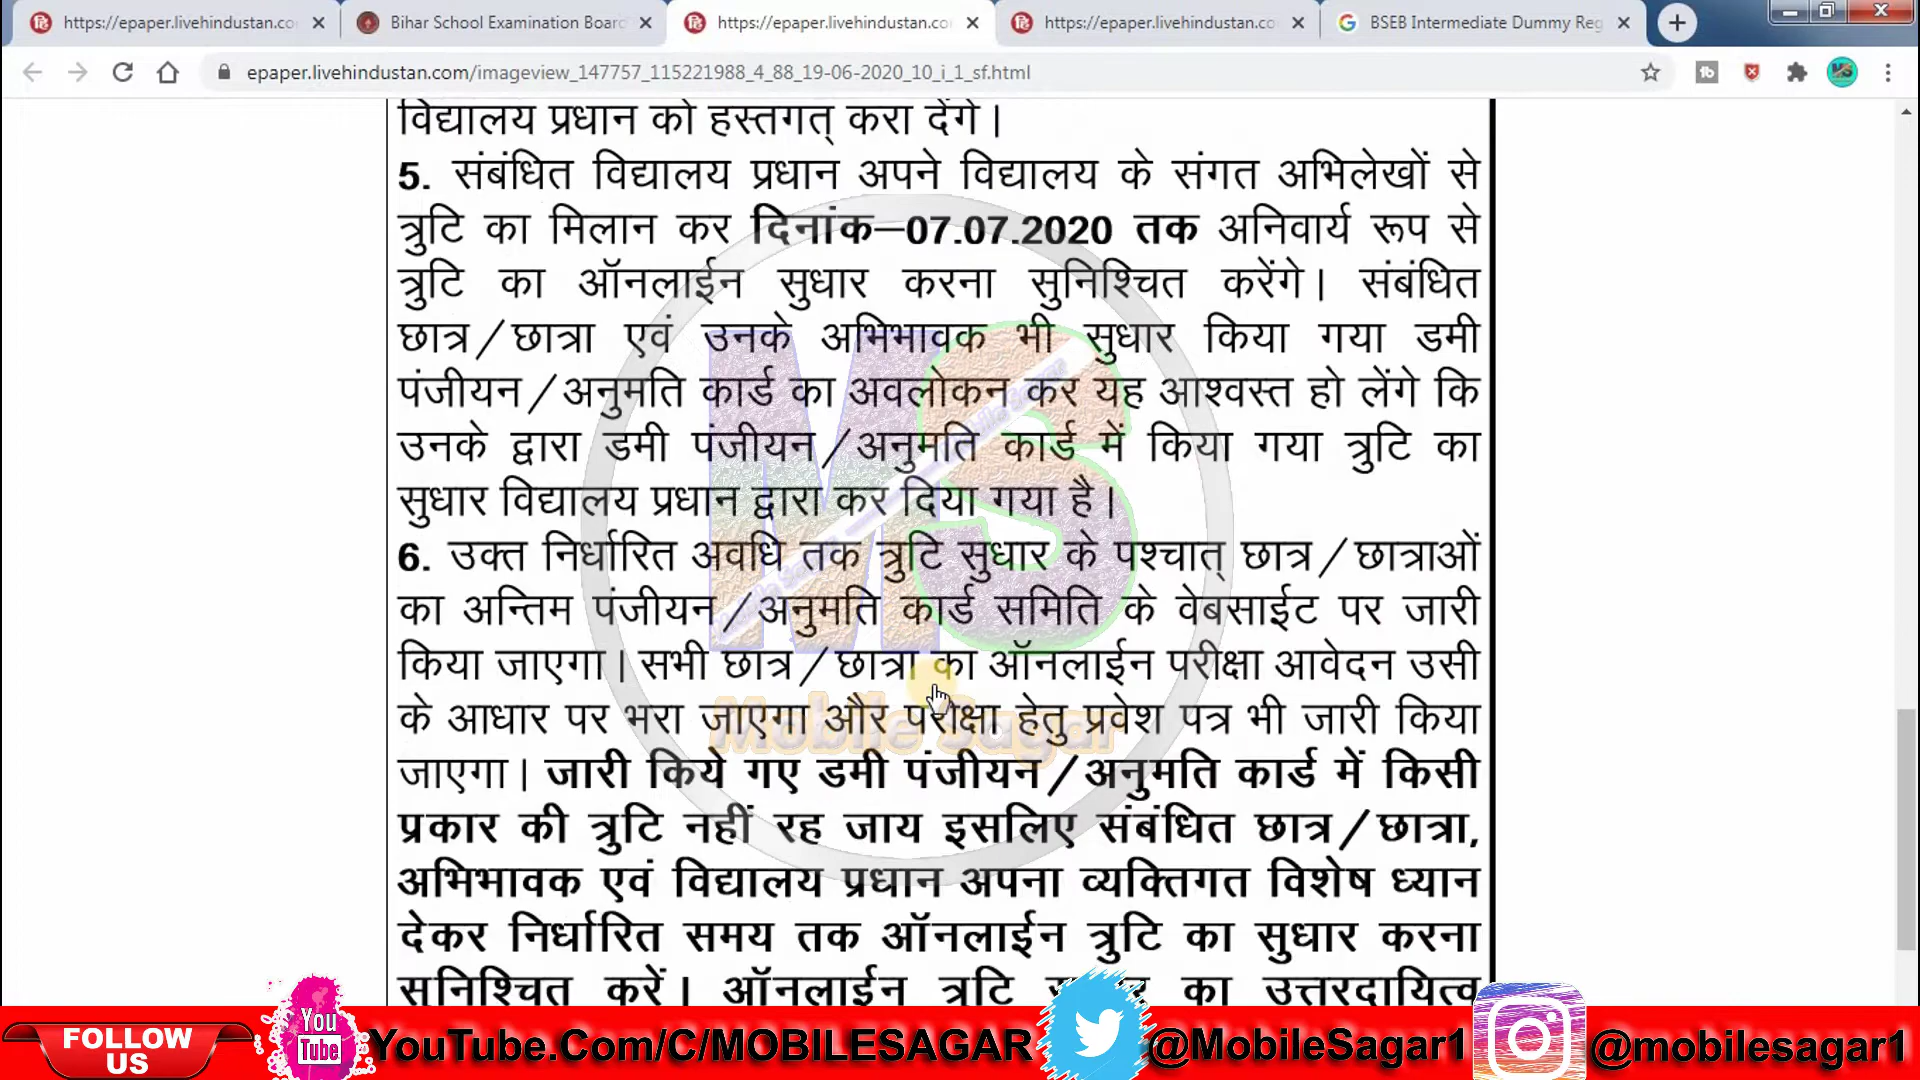 https://epaper.livehindustan.co
Bihar School Examination Board
https://epaper.livehindustan.co
https://epaper.livehindustan.co
BSEB Intermediate Dummy Reg
epaper.livehindustan.com/imageview_147757_115221988_4_88_19-06-2020_10_i_1_sf.html
विद्यालय प्रधान को हस्तगत् करा देंगे।
5. संबंधित विद्यालय प्रधान अपने विद्यालय के संगत अभिलेखों से
त्रुटि का मिलान कर दिनांक–07.07.2020 तक अनिवार्य रूप से
त्रुटि का ऑनलाईन सुधार करना सुनिश्चित करेंगे। संबंधित
छात्र/छात्रा एवं उनके अभिभावक भी सुधार किया गया डमी
पंजीयन/अनुमति कार्ड का अवलोकन कर यह आश्वस्त हो लेंगे कि
उनके द्वारा डमी पंजीयन/अनुमति कार्ड में किया गया त्रुटि का
सुधार विद्यालय प्रधान द्वारा कर दिया गया है।
6. उक्त निर्धारित अवधि तक त्रुटि सुधार के पश्चात् छात्र/छात्राओं
का अन्तिम पंजीयन/अनुमति कार्ड समिति के वेबसाईट पर जारी
किया जाएगा। सभी छात्र/छात्रा का ऑनलाईन परीक्षा आवेदन उसी
के आधार पर भरा जाएगा और परीक्षा हेतु प्रवेश पत्र भी जारी किया
जाएगा। जारी किये गए डमी पंजीयन/अनुमति कार्ड में किसी
प्रकार की त्रुटि नहीं रह जाय इसलिए संबंधित छात्र/छात्रा,
अभिभावक एवं विद्यालय प्रधान अपना व्यक्तिगत विशेष ध्यान
देकर निर्धारित समय तक ऑनलाईन त्रुटि का सुधार करना
सुनिश्चित करें। ऑनलाईन त्रुटि का उत्तरदायित्व
MS
Mobile Sagar
FOLLOW
US
You
Tube
YouTube.Com/C/MOBILESAGAR
@MobileSagar1
@mobilesagar1